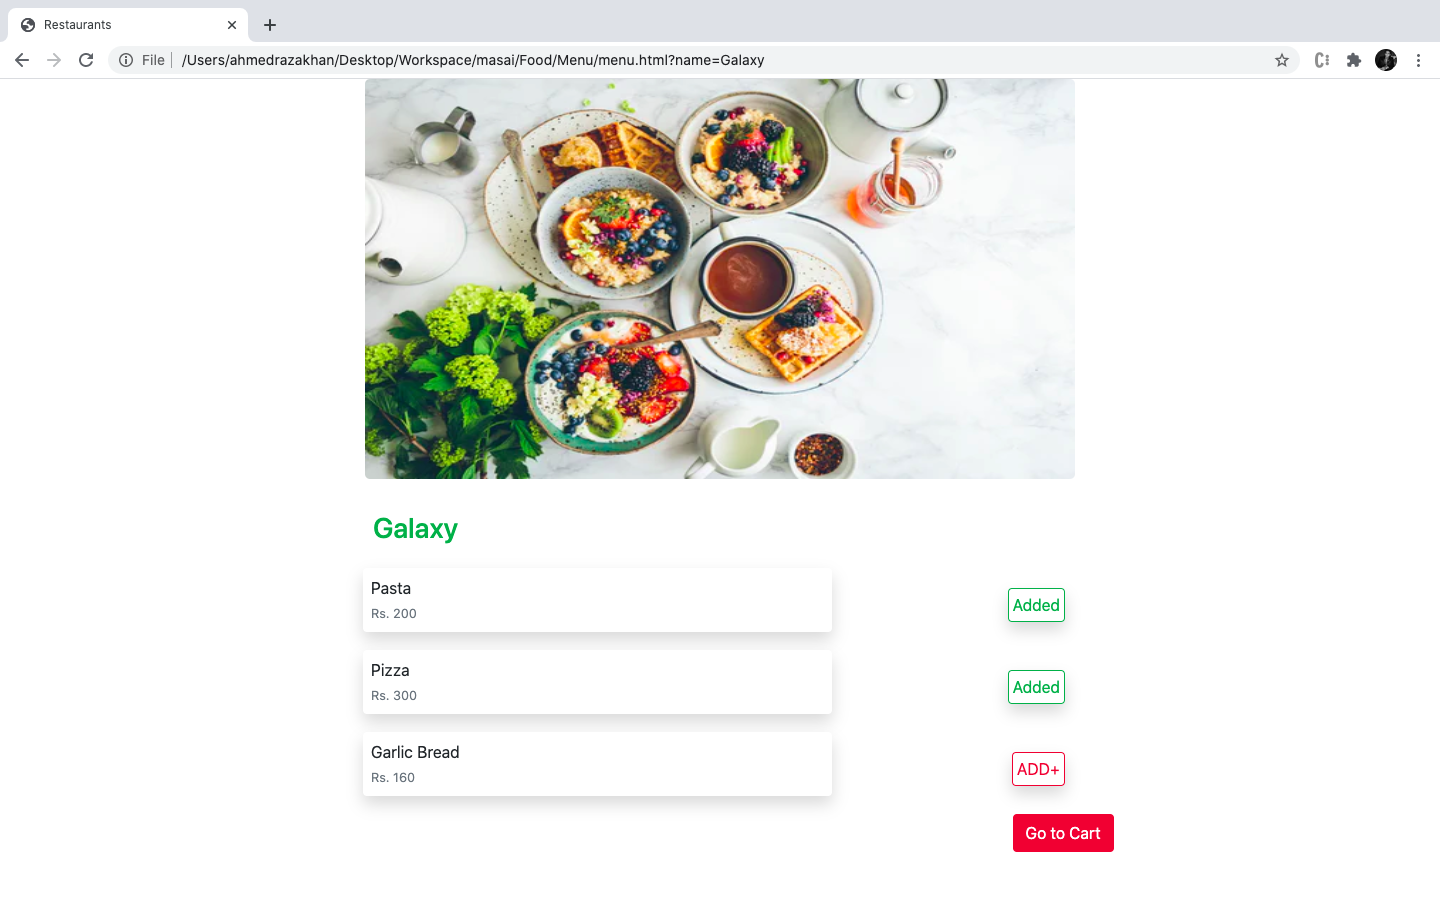 Restaurants
File | /Users/ahmedrazakhan/Desktop/Workspace/masai/Food/Menu/menu.html?name=Galaxy
Galaxy
Pasta
Rs. 200
Added
Pizza
Rs. 300
Added
Garlic Bread
Rs. 160
ADD+
Go to Cart